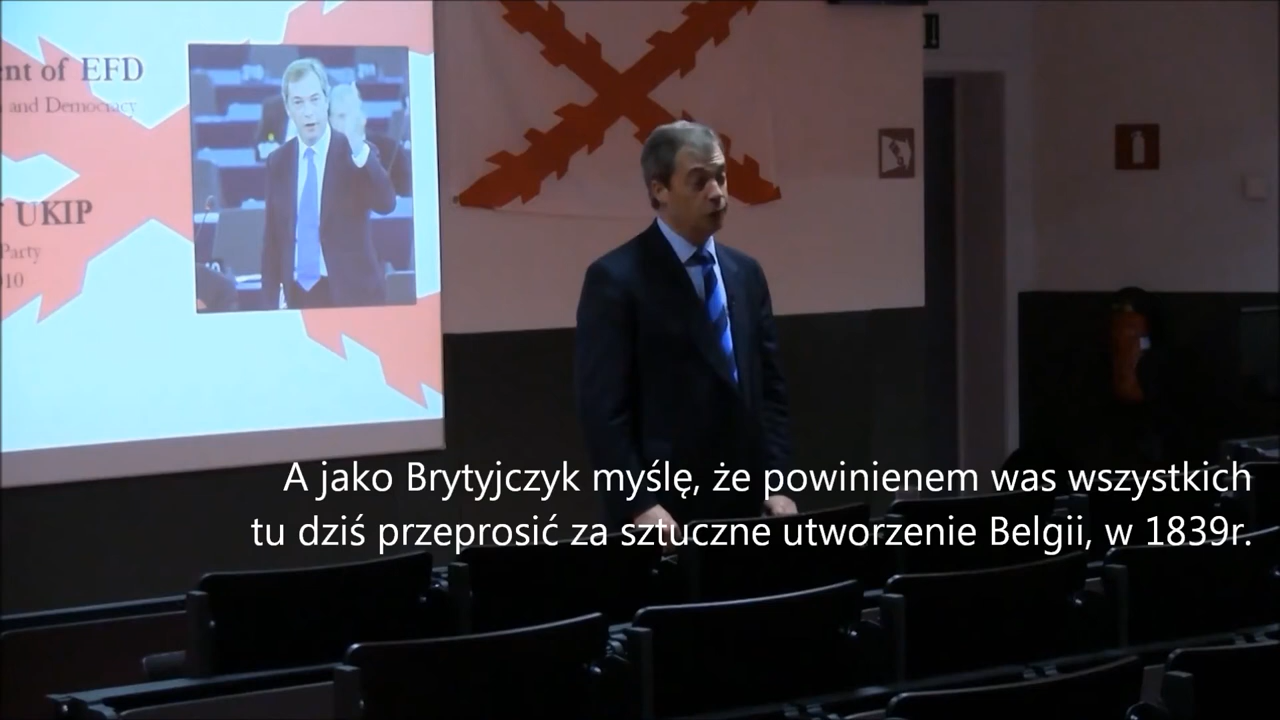 nt of EFD
and Democracy
UKIP
Party
10
A jako Brytyjczyk myślę, że powinienem was wszystkich
tu dziś przeprosić za sztuczne utworzenie Belgii, w 1839r.